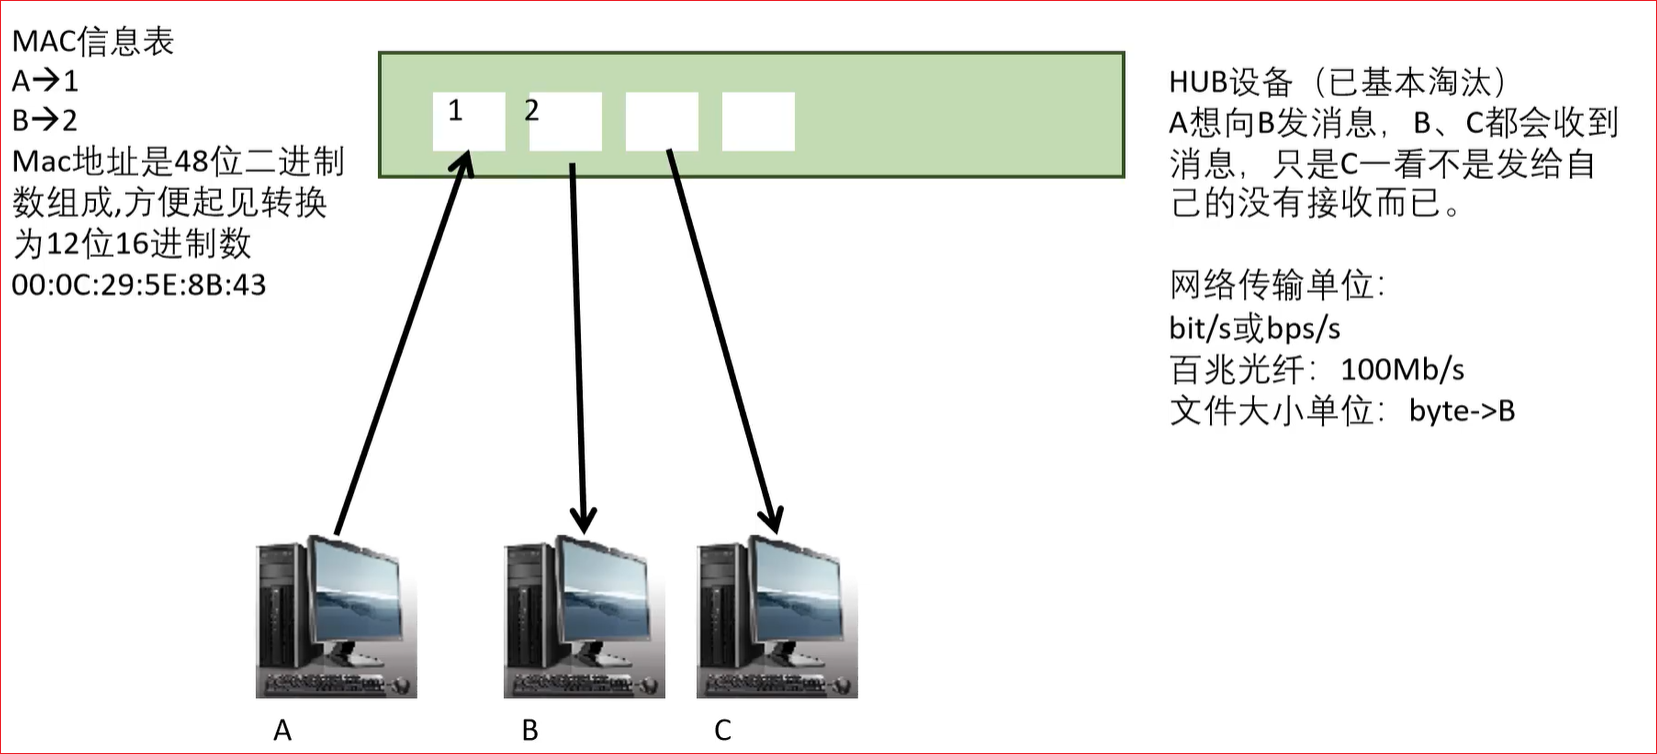 MAC信息表
A→1
B→2
Mac地址是48位二进制
数组成,方便起见转换
为12位16进制数
00:0C:29:5E:8B:43
1
2
HUB设备（已基本淘汰）
A想向B发消息，B、C都会收到
消息，只是C一看不是发给自
己的没有接收而已。
网络传输单位：
bit/s或bps/s
百兆光纤：100Mb/s
文件大小单位：byte->B
A
B
C